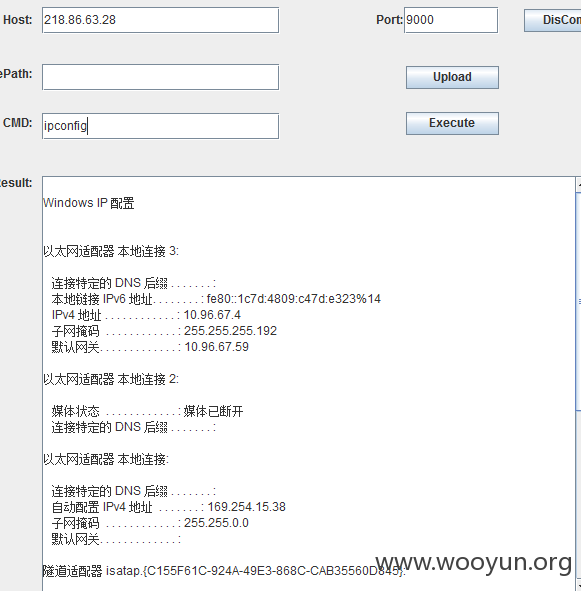 Host: 218.86.63.28 Port: 9000 DisCon
ePath: Upload
CMD: ipconfig Execute
esult:
Windows IP 配置
以太网适配器 本地连接 3:
连接特定的 DNS 后缀 . . . . . . . :
本地链接 IPv6 地址. . . . . . . . : fe80::1c7d:4809:c47d:e323%14
IPv4 地址 . . . . . . . . . . . . : 10.96.67.4
子网掩码 . . . . . . . . . . . . : 255.255.255.192
默认网关. . . . . . . . . . . . . : 10.96.67.59
以太网适配器 本地连接 2:
媒体状态 . . . . . . . . . . . . : 媒体已断开
连接特定的 DNS 后缀 . . . . . . . :
以太网适配器 本地连接:
连接特定的 DNS 后缀 . . . . . . . :
自动配置 IPv4 地址 . . . . . . . : 169.254.15.38
子网掩码 . . . . . . . . . . . . : 255.255.0.0
默认网关. . . . . . . . . . . . . :
www.wooyun.org
隧道适配器 isatap.{C155F61C-924A-49E3-868C-CAB35560D845}: